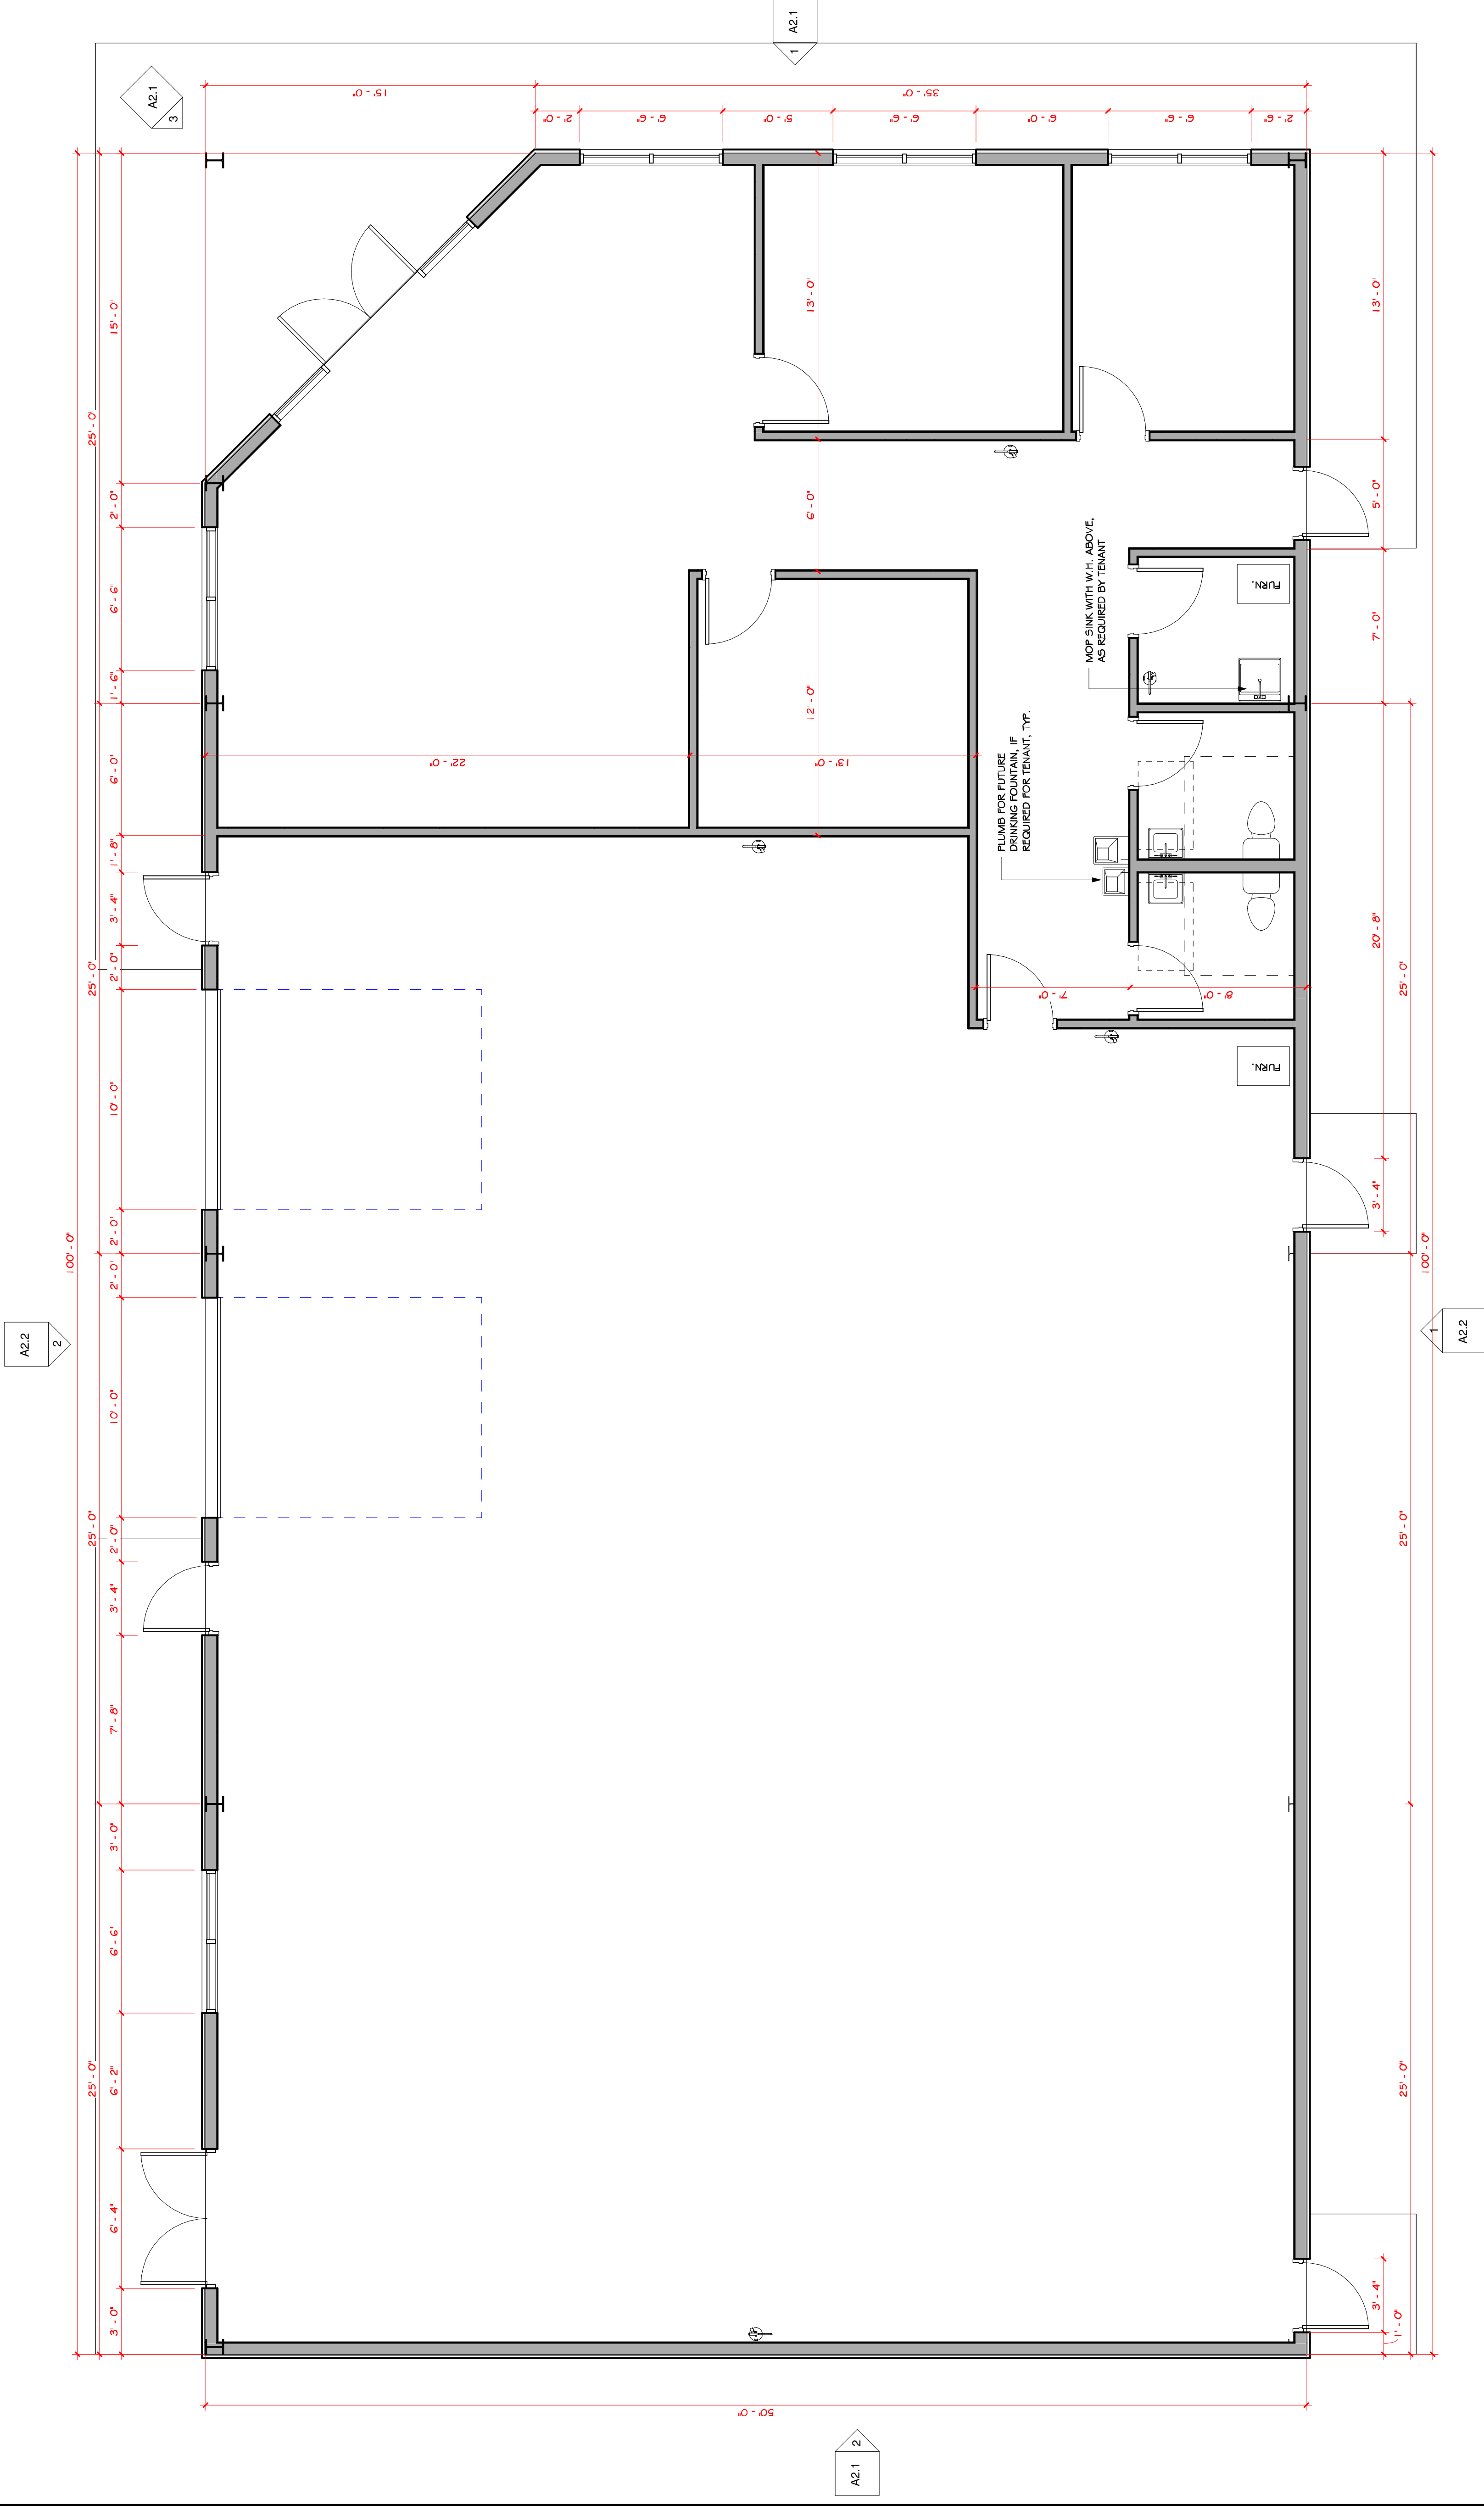 A2.1
1
A2.1
3
15' - 0"
35' - 0"
2' - 0"
6' - 6"
5' - 0"
6' - 6"
6' - 0"
6' - 6"
2' - 6"
100' - 0"
25' - 0"
25' - 0"
25' - 0"
25' - 0"
15' - 0"
2' - 0"
6' - 6"
1' - 6"
6' - 0"
1' - 8"
3' - 4"
2' - 0"
10' - 0"
2' - 0"
2' - 0"
10' - 0"
2' - 0"
3' - 4"
7' - 8"
3' - 0"
6' - 6"
6' - 2"
6' - 4"
3' - 0"
13' - 0"
6' - 0"
12' - 0"
22' - 0"
13' - 0"
7' - 0"
8' - 0"
MOP SINK WITH W.H. ABOVE,
AS REQUIRED BY TENANT
PLUMB FOR FUTURE
DRINKING FOUNTAIN, IF
REQUIRED FOR TENANT, TYP.
FURN.
FURN.
13' - 0"
5' - 0"
7' - 0"
20' - 8"
3' - 4"
3' - 4"
1' - 0"
25' - 0"
25' - 0"
25' - 0"
100' - 0"
A2.2
2
1
A2.2
50' - 0"
2
A2.1